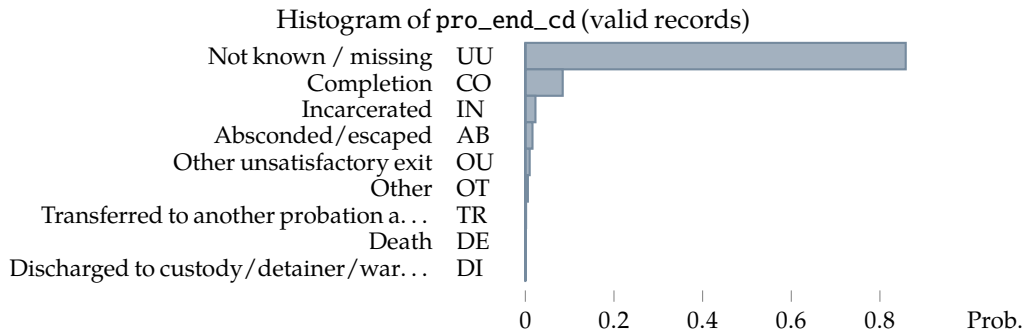 Histogram of pro_end_cd (valid records)
Not known / missing UU
Completion CO
Incarcerated IN
Absconded/escaped AB
Other unsatisfactory exit OU
Other OT
Transferred to another probation a... TR
Death DE
Discharged to custody/detainer/war... DI
0 0.2 0.4 0.6 0.8 Prob.